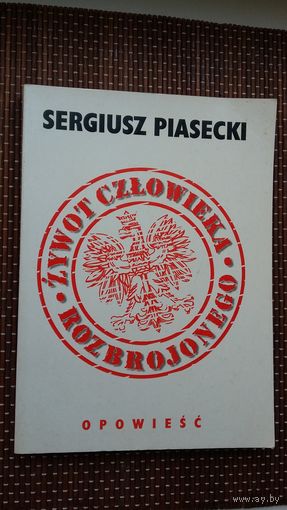 SERGIUSZ PIASECKI
• ŻYWOT CZŁOWIEKA •
ROZBROJONEGO
OPOWIEŚĆ
www.ay.by